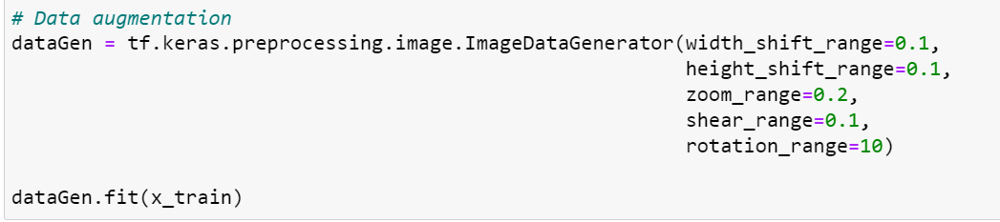 # Data augmentation
dataGen = tf.keras.preprocessing.image.ImageDataGenerator(width_shift_range=0.1,
height_shift_range=0.1,
zoom_range=0.2,
shear_range=0.1,
rotation_range=10)
dataGen.fit(x_train)